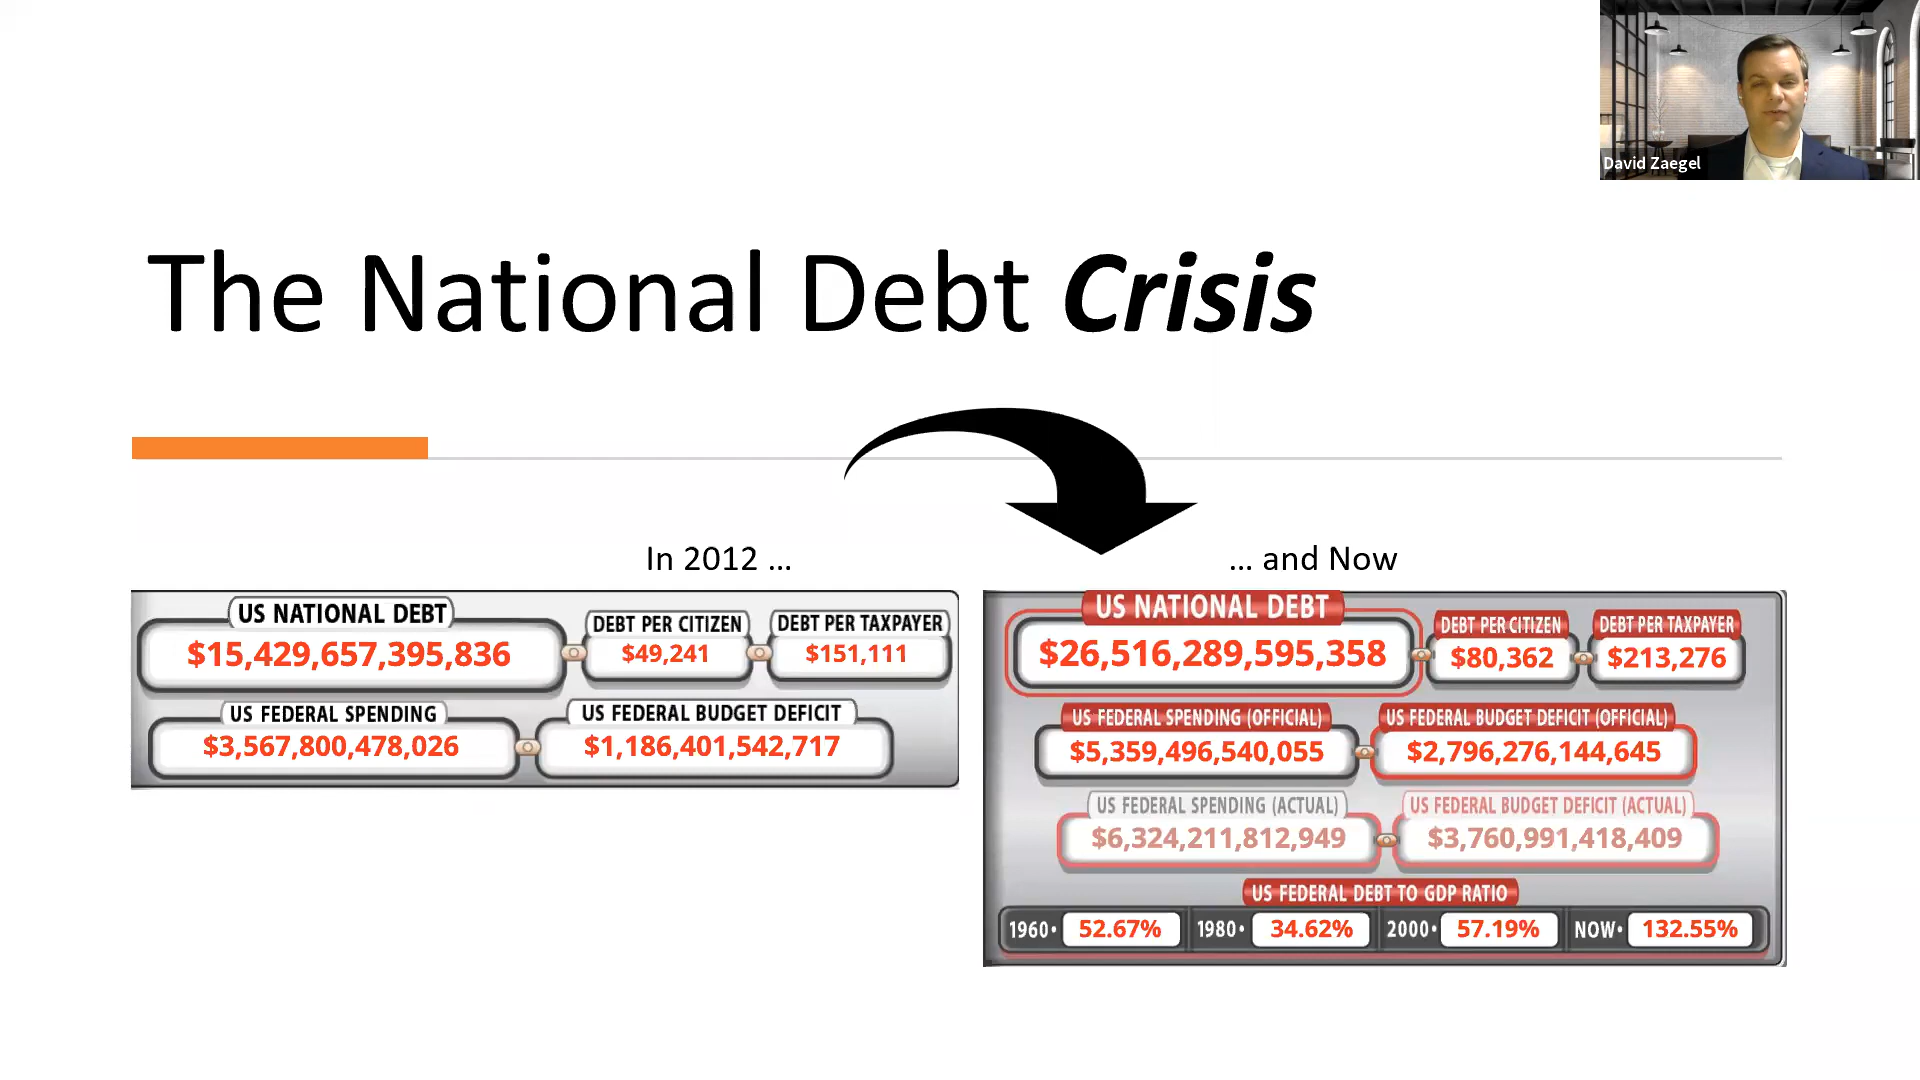 David Zaegel
The National Debt Crisis
In 2012 ...
... and Now
US NATIONAL DEBT
$15,429,657,395,836
DEBT PER CITIZEN
$49,241
DEBT PER TAXPAYER
$151,111
US FEDERAL SPENDING
$3,567,800,478,026
US FEDERAL BUDGET DEFICIT
$1,186,401,542,717
US NATIONAL DEBT
$26,516,289,595,358
DEBT PER CITIZEN
$80,362
DEBT PER TAXPAYER
$213,276
US FEDERAL SPENDING (OFFICIAL)
$5,359,496,540,055
US FEDERAL BUDGET DEFICIT (OFFICIAL)
$2,796,276,144,645
US FEDERAL SPENDING (ACTUAL)
$6,324,211,812,949
US FEDERAL BUDGET DEFICIT (ACTUAL)
$3,760,991,418,409
US FEDERAL DEBT TO GDP RATIO
1960• 52.67% 1980• 34.62% 2000• 57.19% NOW• 132.55%